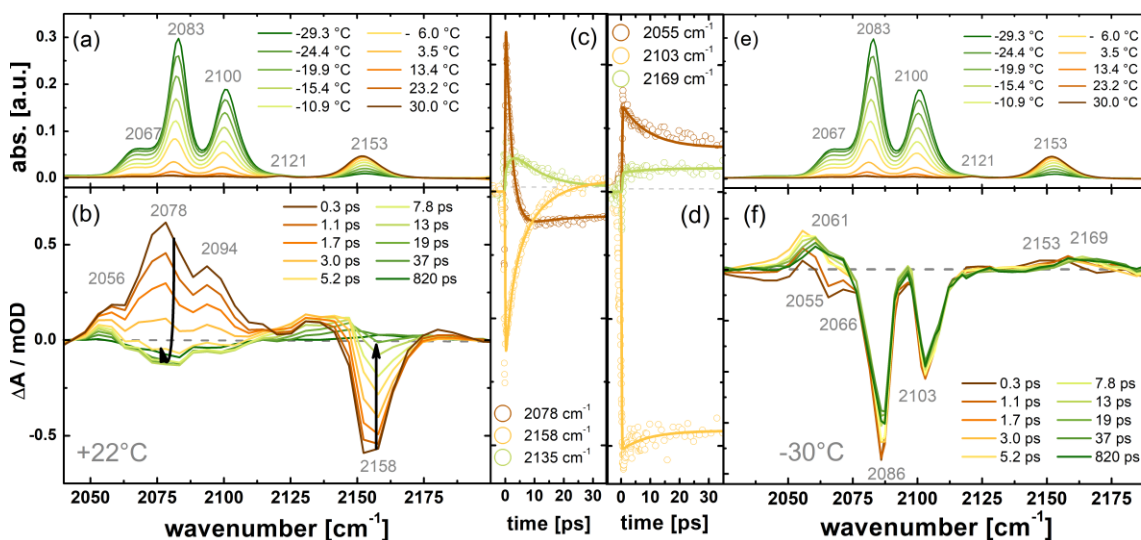 (a)
2083
2100
2067
2121
2153
-29.3 °C
-24.4 °C
-19.9 °C
-15.4 °C
-10.9 °C
- 6.0 °C
3.5 °C
13.4 °C
23.2 °C
30.0 °C
abs. [a.u.]
0.3
0.2
0.1
0.0
(b)
2078
2094
2056
2158
0.3 ps
1.1 ps
1.7 ps
3.0 ps
5.2 ps
7.8 ps
13 ps
19 ps
37 ps
820 ps
+22°C
ΔA / mOD
0.5
0.0
-0.5
2050 2075 2100 2125 2150 2175
wavenumber [cm-1]
(c)
2078 cm-1
2158 cm-1
2135 cm-1
0 10 20 30
time [ps]
2055 cm-1
2103 cm-1
2169 cm-1
(d)
0 10 20 30
time [ps]
(e)
2083
2100
2067
2121
2153
-29.3 °C
-24.4 °C
-19.9 °C
-15.4 °C
-10.9 °C
- 6.0 °C
3.5 °C
13.4 °C
23.2 °C
30.0 °C
(f)
2061
2055
2066
2086
2103
2153
2169
0.3 ps
1.1 ps
1.7 ps
3.0 ps
5.2 ps
7.8 ps
13 ps
19 ps
37 ps
820 ps
-30°C
2050 2075 2100 2125 2150 2175
wavenumber [cm-1]